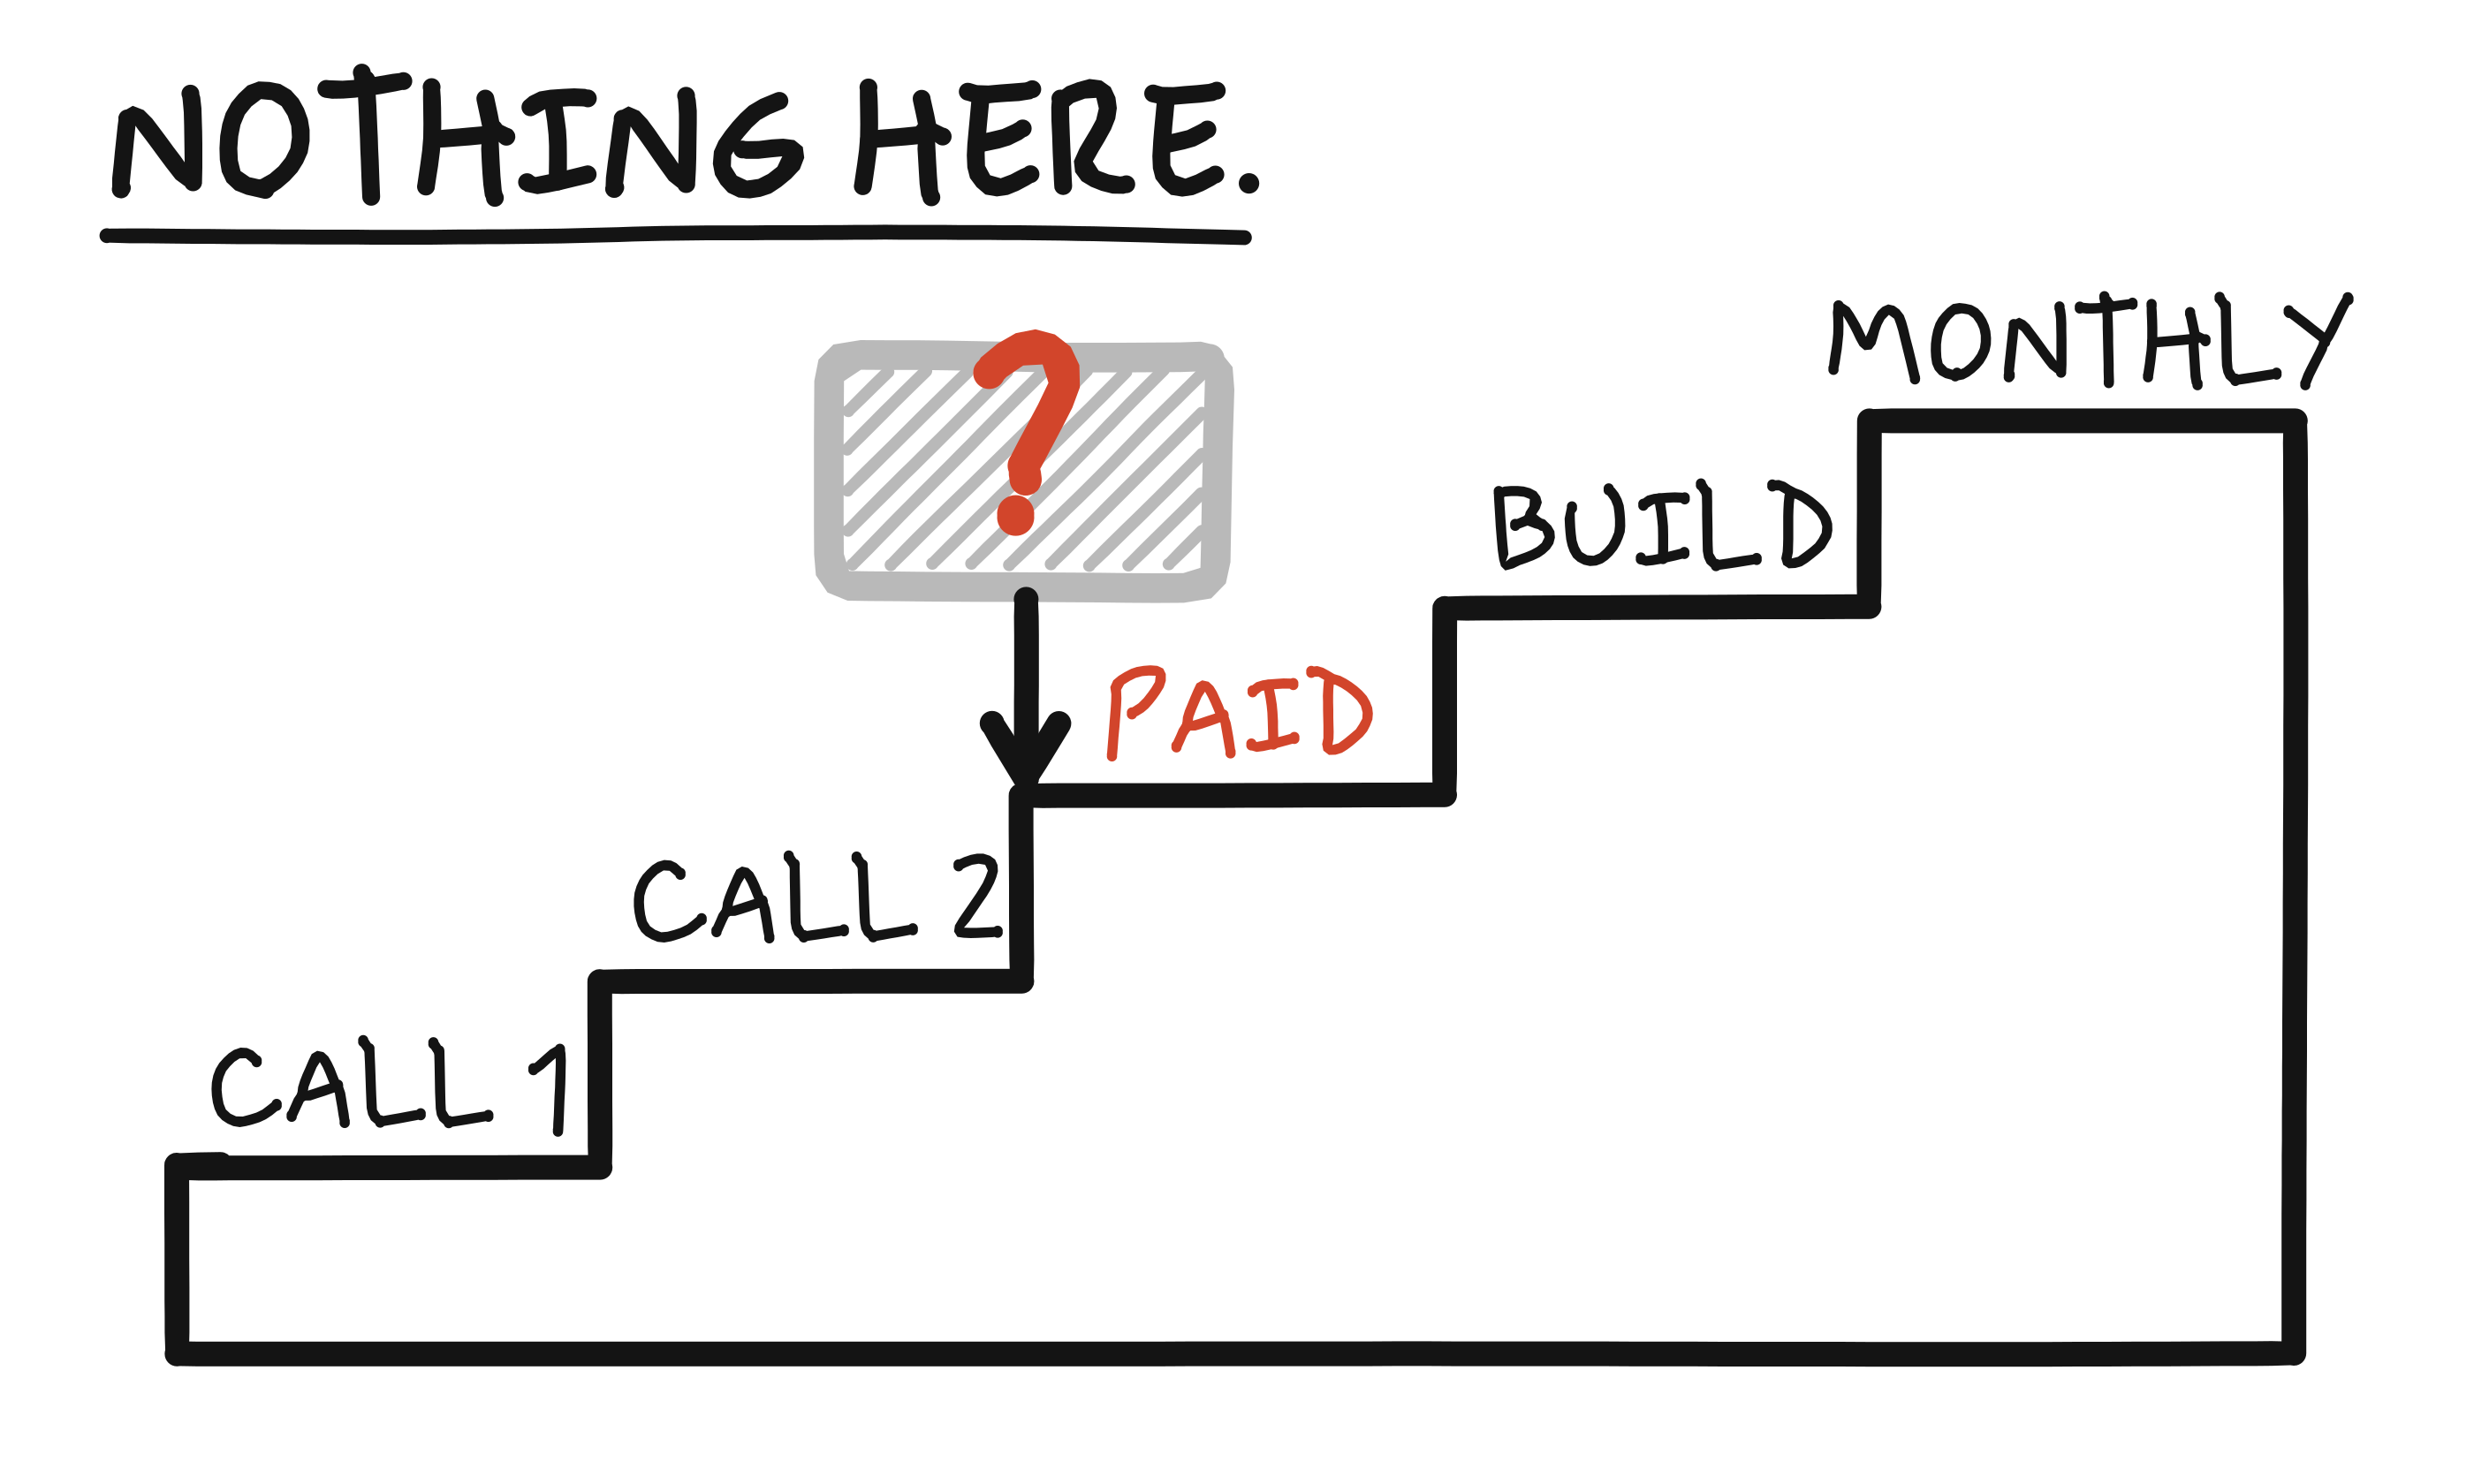 NOTHING HERE.
MONTHLY
?
BUILD
PAID
CALL 2
CALL 1